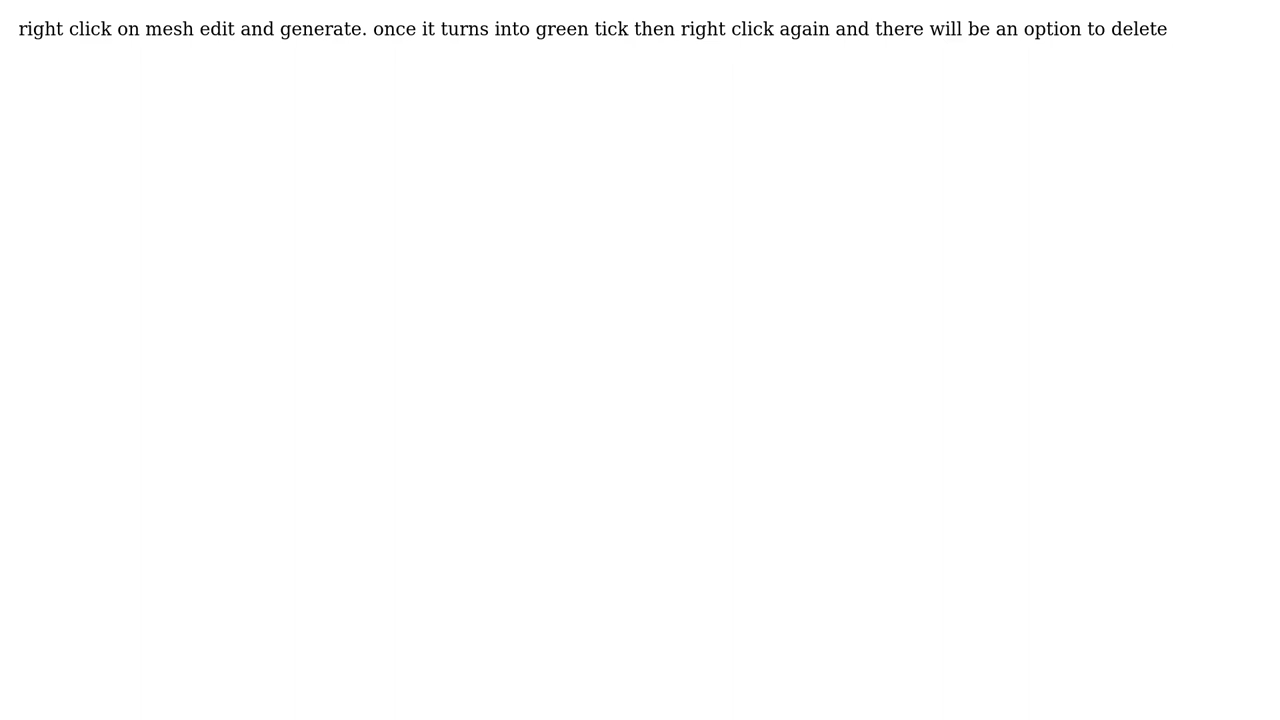 right click on mesh edit and generate. once it turns into green tick then right click again and there will be an option to delete